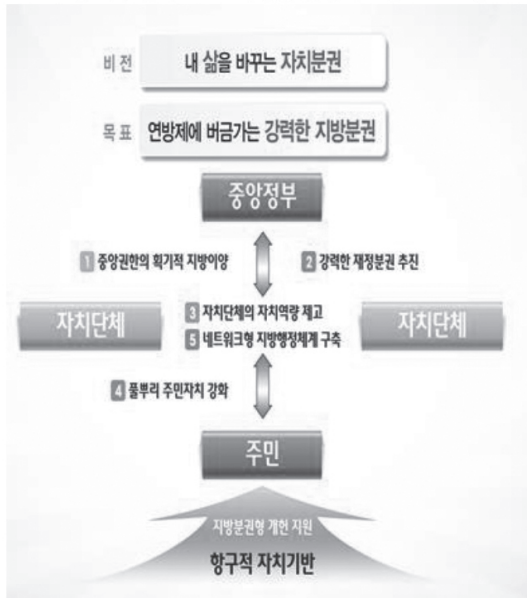 비전 내 삶을 바꾸는 자치분권
목표 연방제에 버금가는 강력한 지방분권
중앙정부
1 중앙권한의 획기적 지방이양
2 강력한 재정분권 추진
자치단체
3 자치단체의 자치역량 제고
5 네트워크형 지방행정체계 구축
자치단체
4 풀뿌리 주민자치 강화
주민
지방분권형 개헌 지원
항구적 자치기반